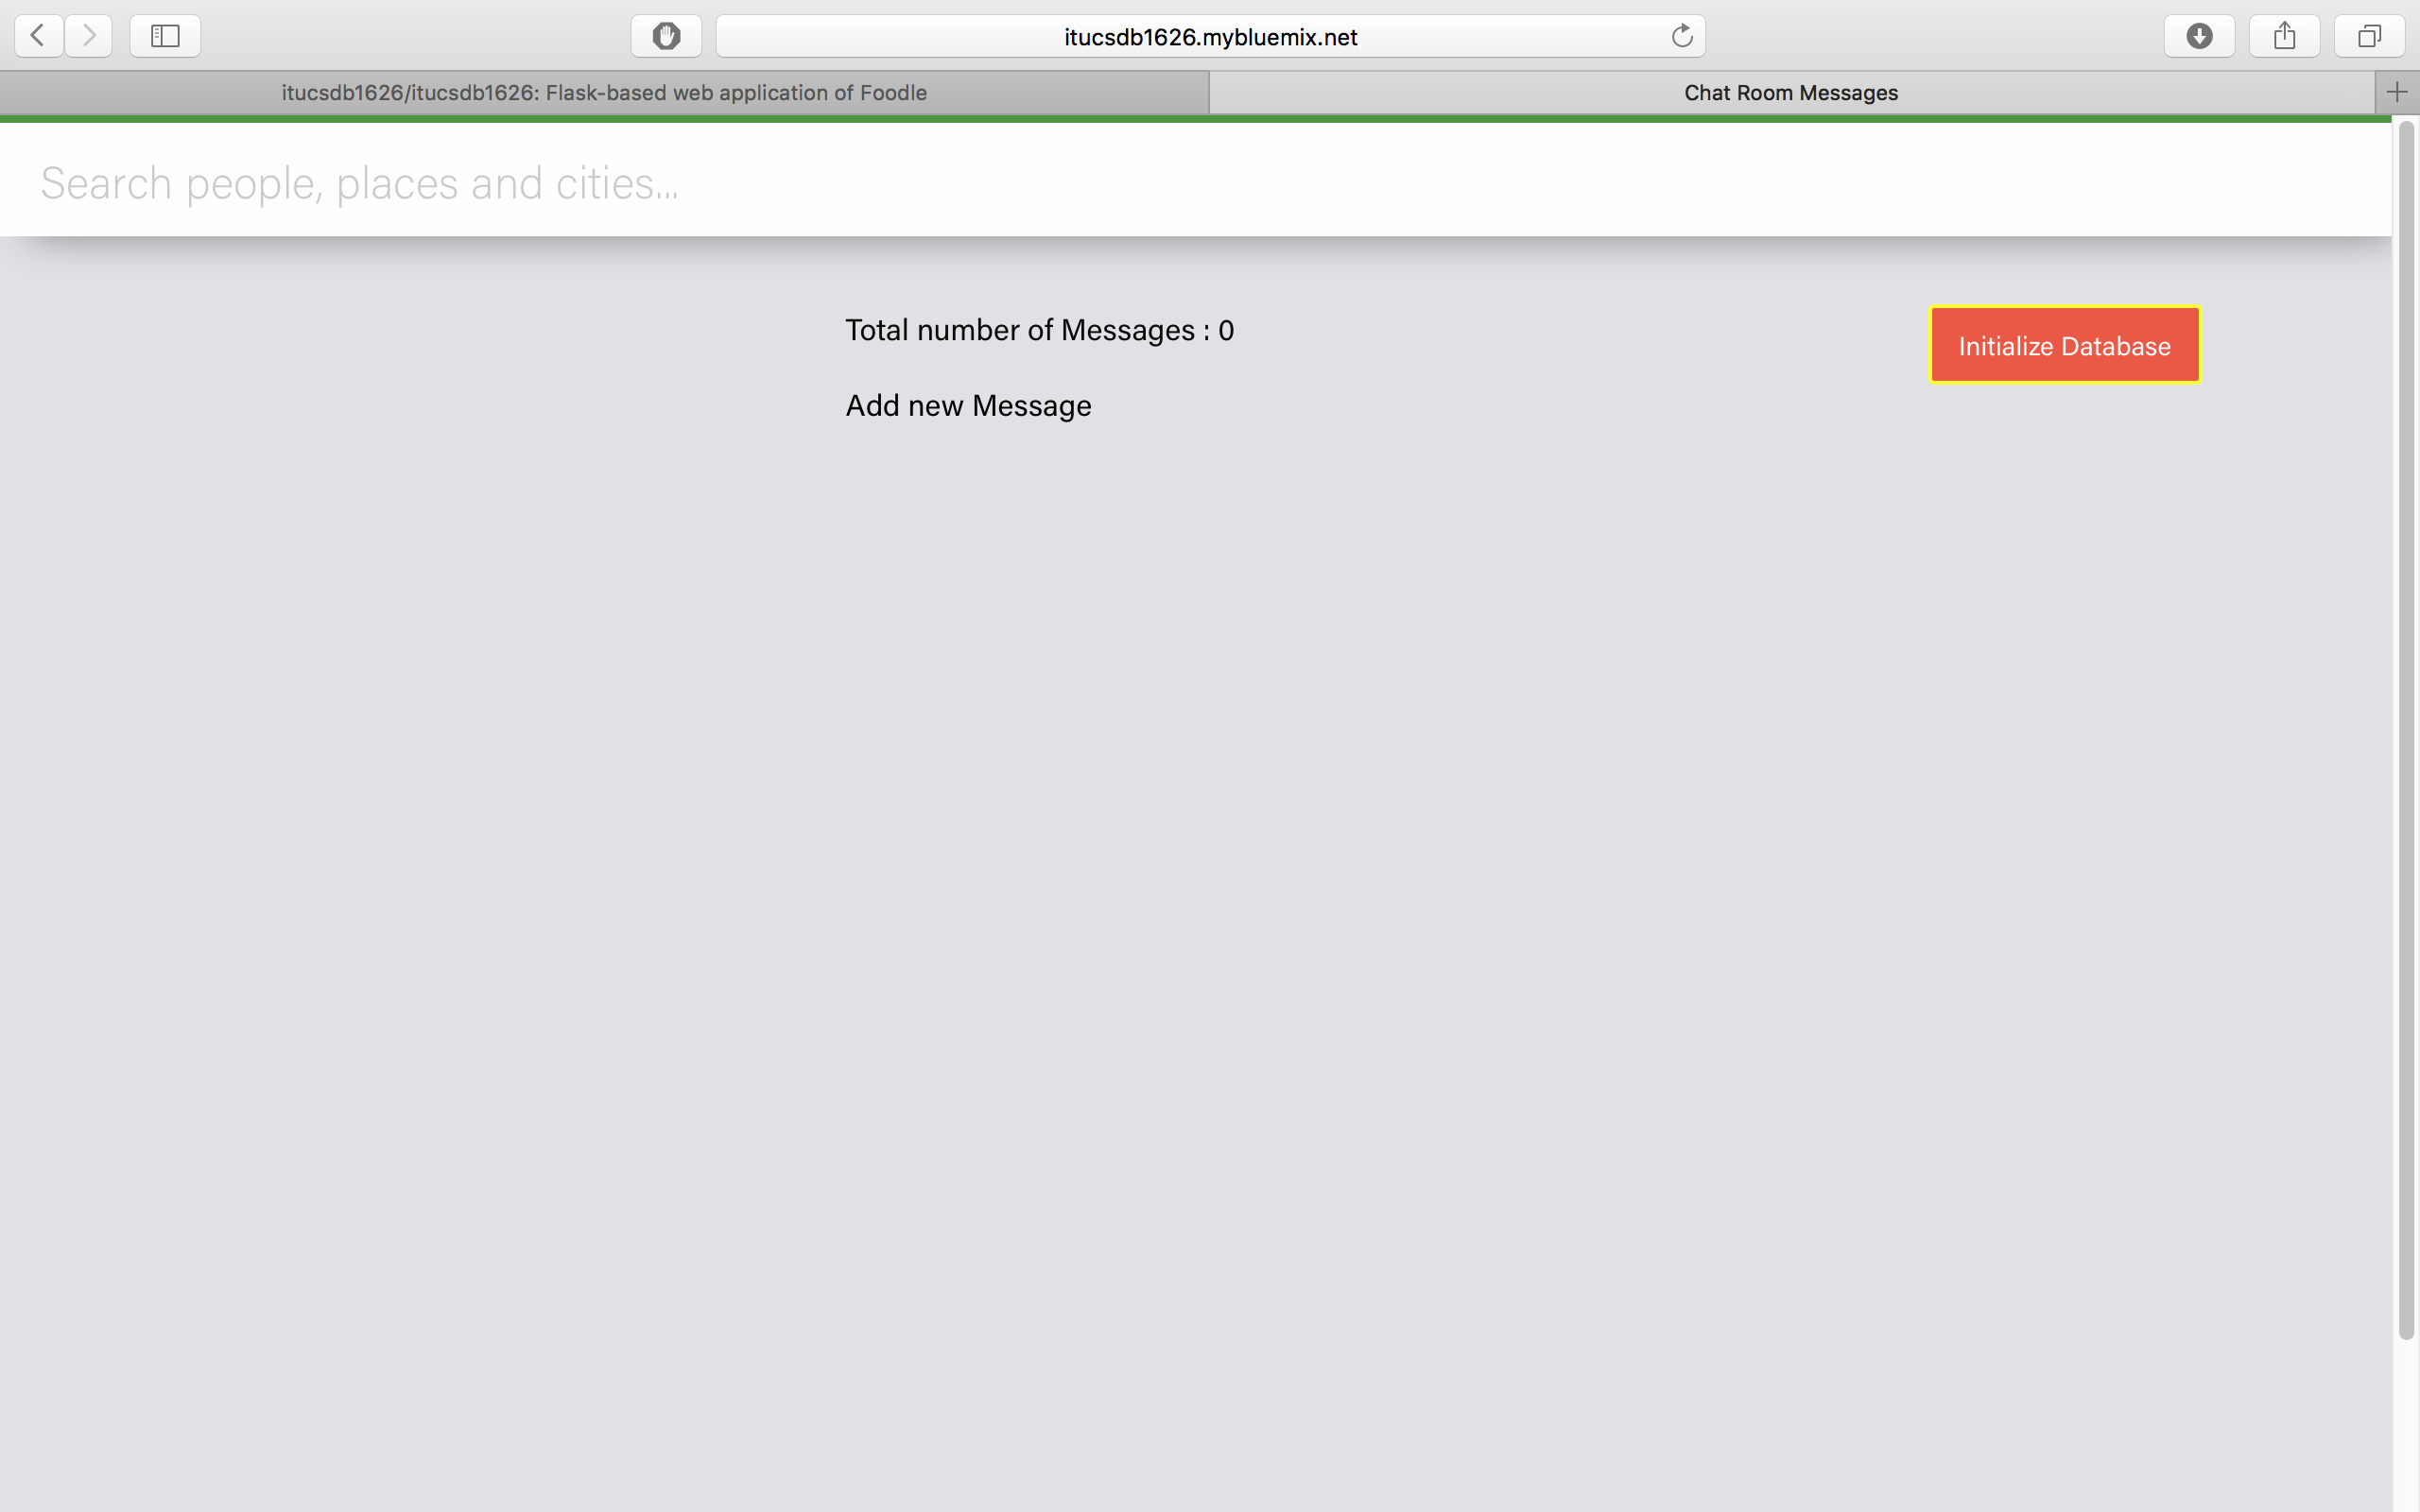 itucsdb1626.mybluemix.net
itucsdb1626/itucsdb1626: Flask-based web application of Foodle
Chat Room Messages
Search people, places and cities...
Total number of Messages : 0
Initialize Database
Add new Message